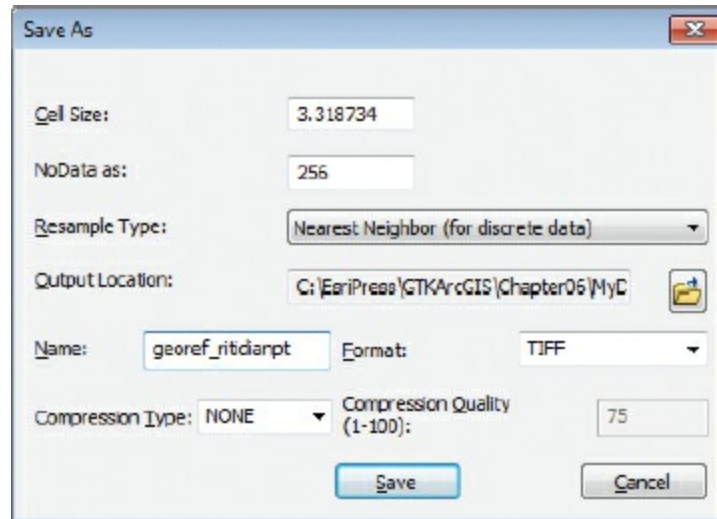 Save As
Cell Size: 3.318734
NoData as: 256
Resample Type: Nearest Neighbor (for discrete data)
Output Location: C:\EsriPress\GTKArcGIS\Chapter06\MyD
Name: georef_ritidianpt Format: TIFF
Compression Type: NONE Compression Quality (1-100): 75
Save Cancel